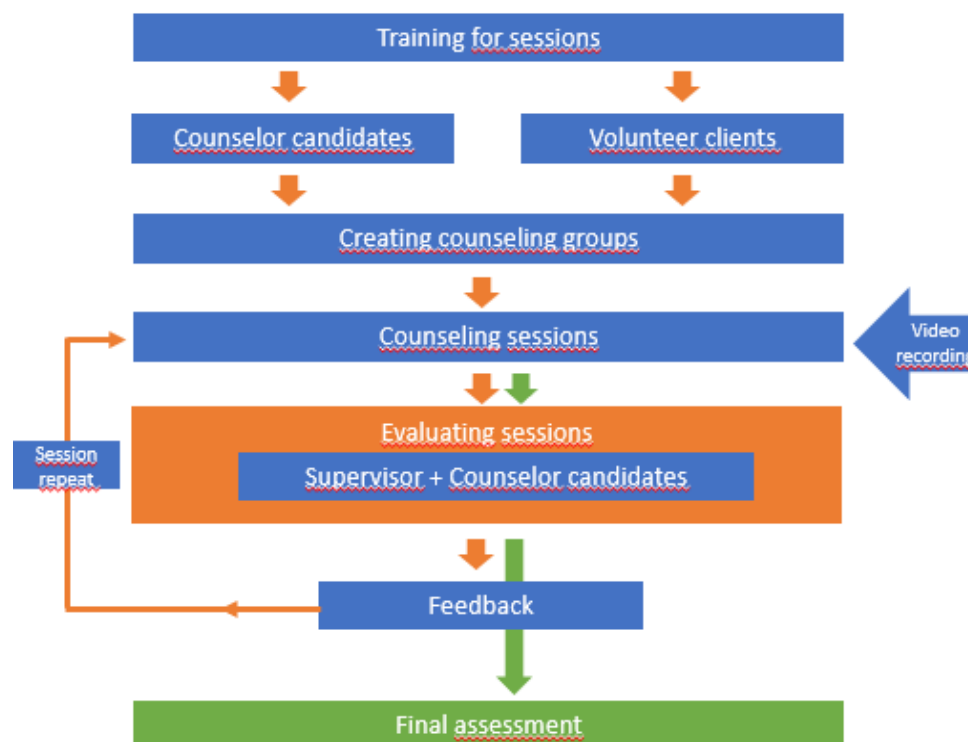 Training for sessions
Counselor candidates
Volunteer clients
Creating counseling groups
Counseling sessions
Video
recording
Evaluating sessions
Supervisor + Counselor candidates
Session
repeat
Feedback
Final assessment